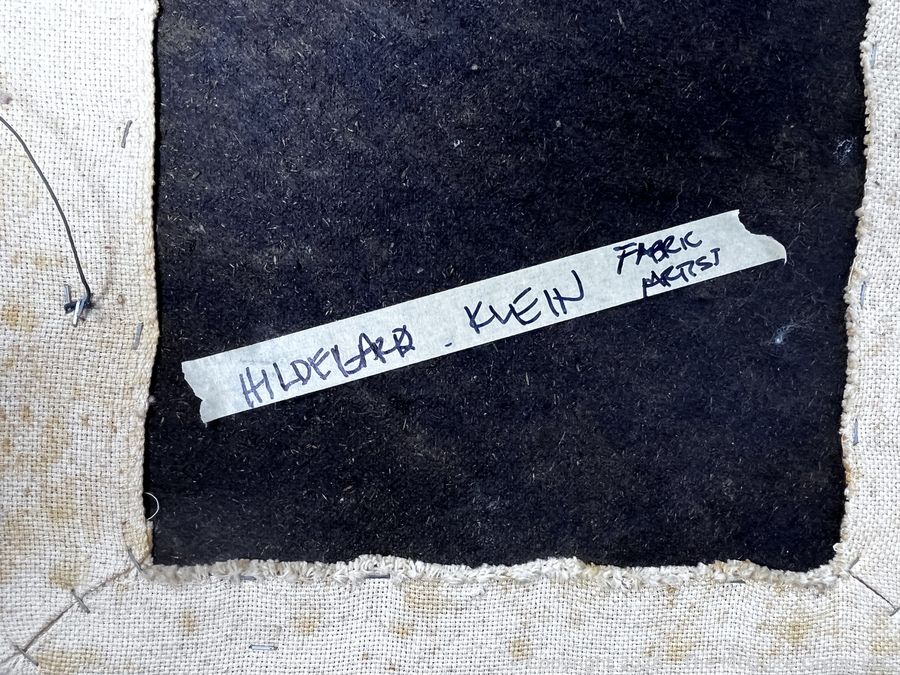 HILDEGARD. KLEIN FABRIC
ARTIST